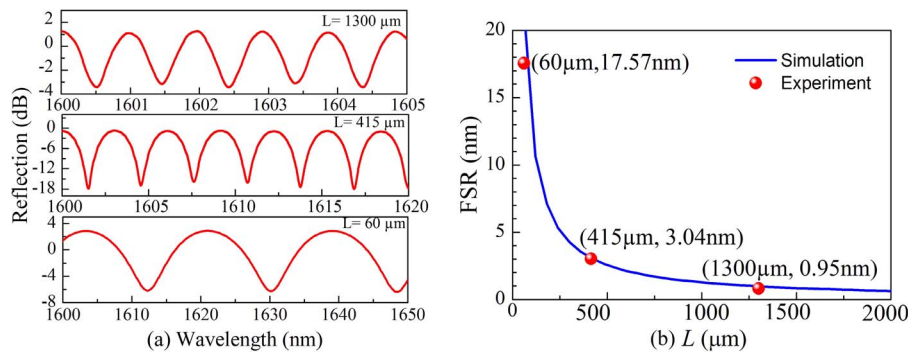 L= 1300 µm
2
0
-2
-4
1600 1601 1602 1603 1604 1605
L= 415 µm
0
-6
-12
-18
1600 1605 1610 1615 1620
L= 60 µm
4
0
-4
-8
1600 1610 1620 1630 1640 1650
Reflection (dB)
(a) Wavelength (nm)
20
15
10
5
0
FSR (nm)
Simulation
Experiment
(60µm,17.57nm)
(415µm, 3.04nm)
(1300µm, 0.95nm)
0 500 1000 1500 2000
(b) L (µm)